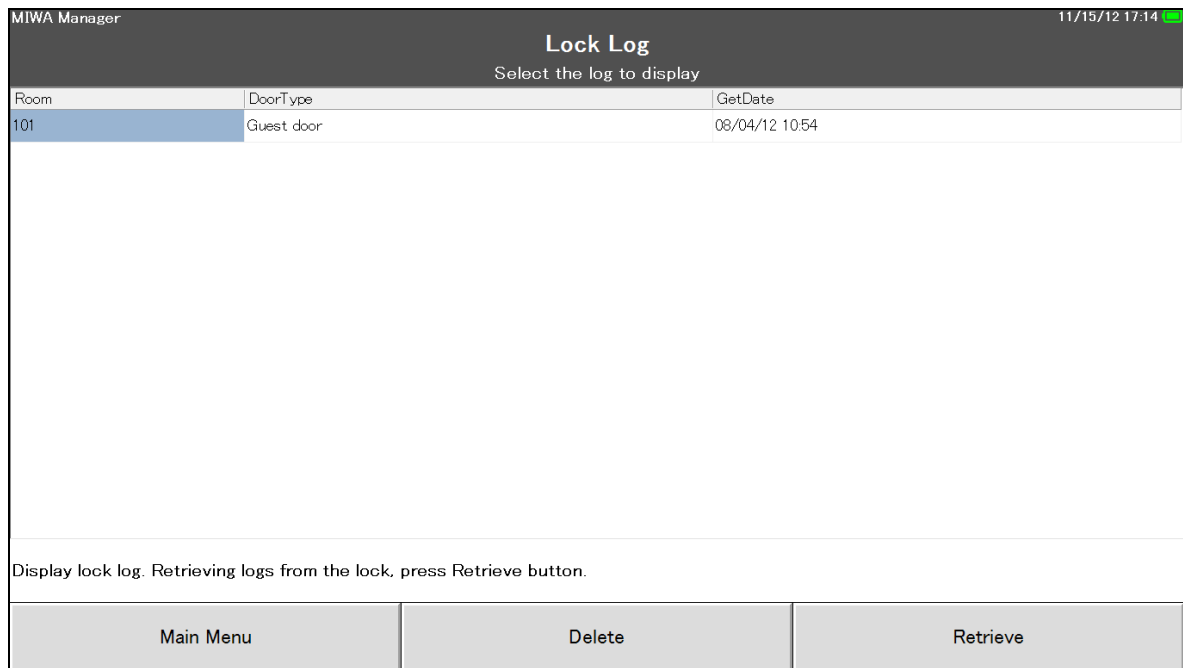 MIWA Manager 11/15/12 17:14
Lock Log
Select the log to display
Room DoorType GetDate
101 Guest door 08/04/12 10:54
Display lock log. Retrieving logs from the lock, press Retrieve button.
Main Menu Delete Retrieve